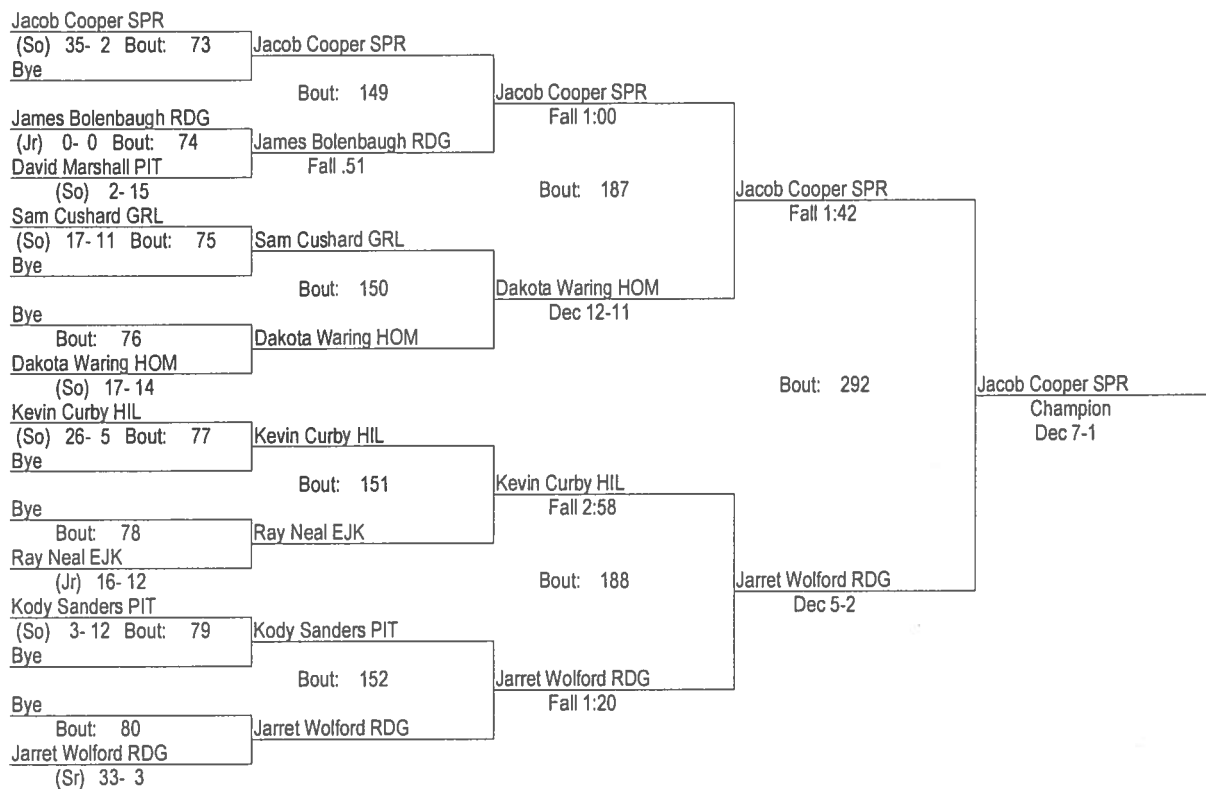 Jacob Cooper SPR
(So) 35- 2 Bout: 73
Bye
James Bolenbaugh RDG
(Jr) 0- 0 Bout: 74
David Marshall PIT
(So) 2- 15
Sam Cushard GRL
(So) 17- 11 Bout: 75
Bye
Bye
Bout: 76
Dakota Waring HOM
(So) 17- 14
Kevin Curby HIL
(So) 26- 5 Bout: 77
Bye
Bye
Bout: 78
Ray Neal EJK
(Jr) 16- 12
Kody Sanders PIT
(So) 3- 12 Bout: 79
Bye
Bye
Bout: 80
Jarret Wolford RDG
(Sr) 33- 3
Jacob Cooper SPR
Bout: 149
James Bolenbaugh RDG
Fall .51
Sam Cushard GRL
Bout: 150
Dakota Waring HOM
Kevin Curby HIL
Bout: 151
Ray Neal EJK
Kody Sanders PIT
Bout: 152
Jarret Wolford RDG
Jacob Cooper SPR
Fall 1:00
Bout: 187
Dakota Waring HOM
Dec 12-11
Kevin Curby HIL
Fall 2:58
Bout: 188
Jarret Wolford RDG
Fall 1:20
Jacob Cooper SPR
Fall 1:42
Bout: 292
Jarret Wolford RDG
Dec 5-2
Jacob Cooper SPR
Champion
Dec 7-1